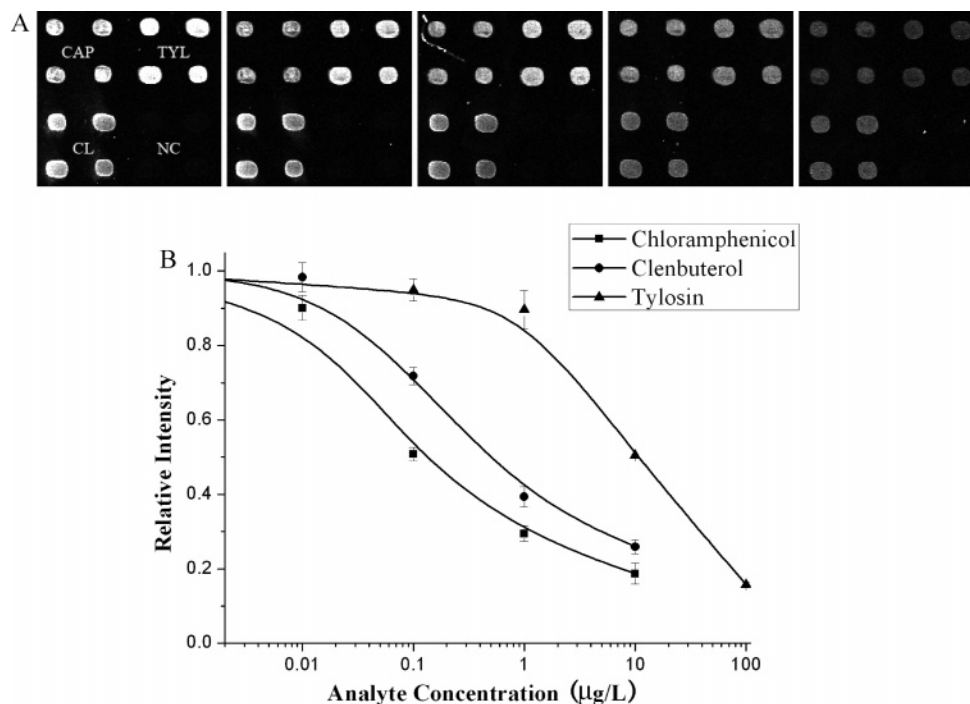 A
CAP TYL
CL NC
B
Chloramphenicol
Clenbuterol
Tylosin
1.0
0.8
0.6
0.4
0.2
0.0
Relative Intensity
0.01 0.1 1 10 100
Analyte Concentration (μg/L)